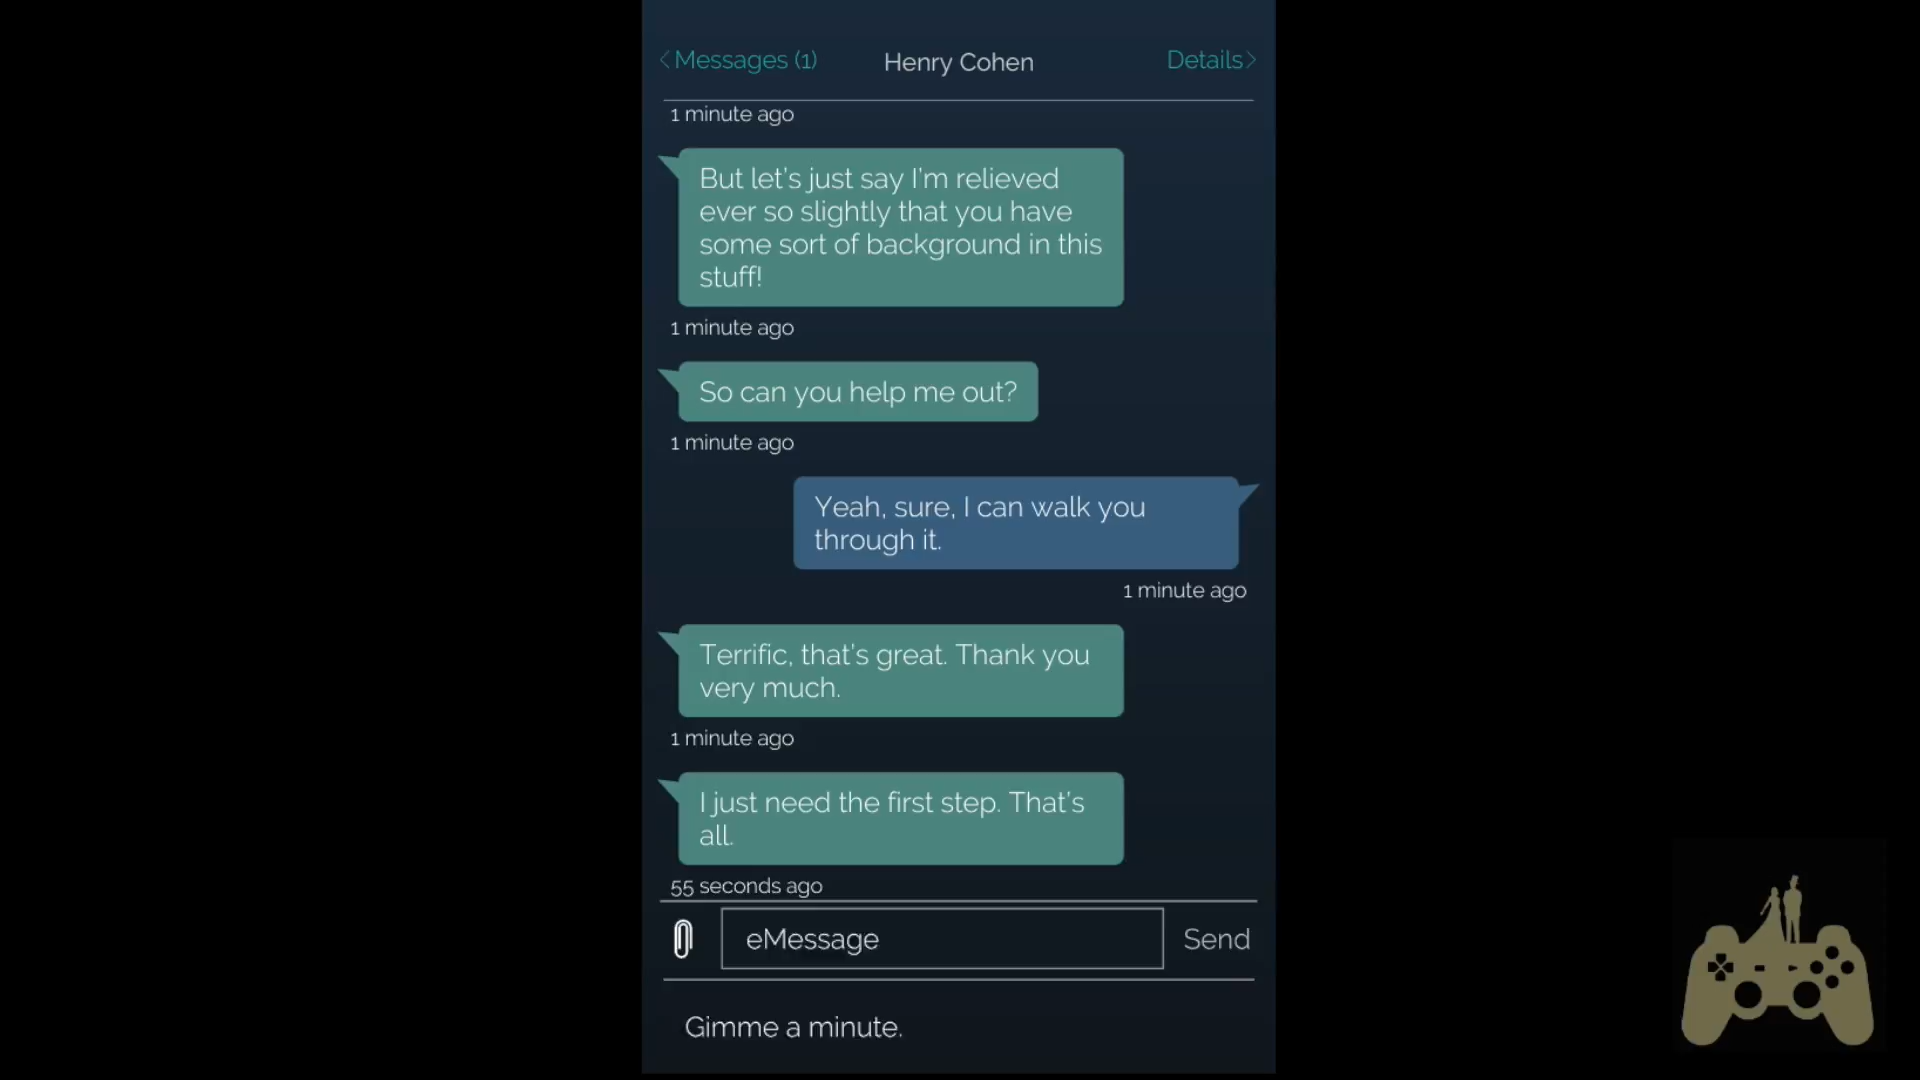 Messages (1)
Henry Cohen
Details
1 minute ago
But let's just say I'm relieved
ever so slightly that you have
some sort of background in this
stuff!
1 minute ago
So can you help me out?
1 minute ago
Yeah, sure, I can walk you
through it.
1 minute ago
Terrific, that's great. Thank you
very much.
1 minute ago
I just need the first step. That's
all.
55 seconds ago
eMessage
Send
Gimme a minute.